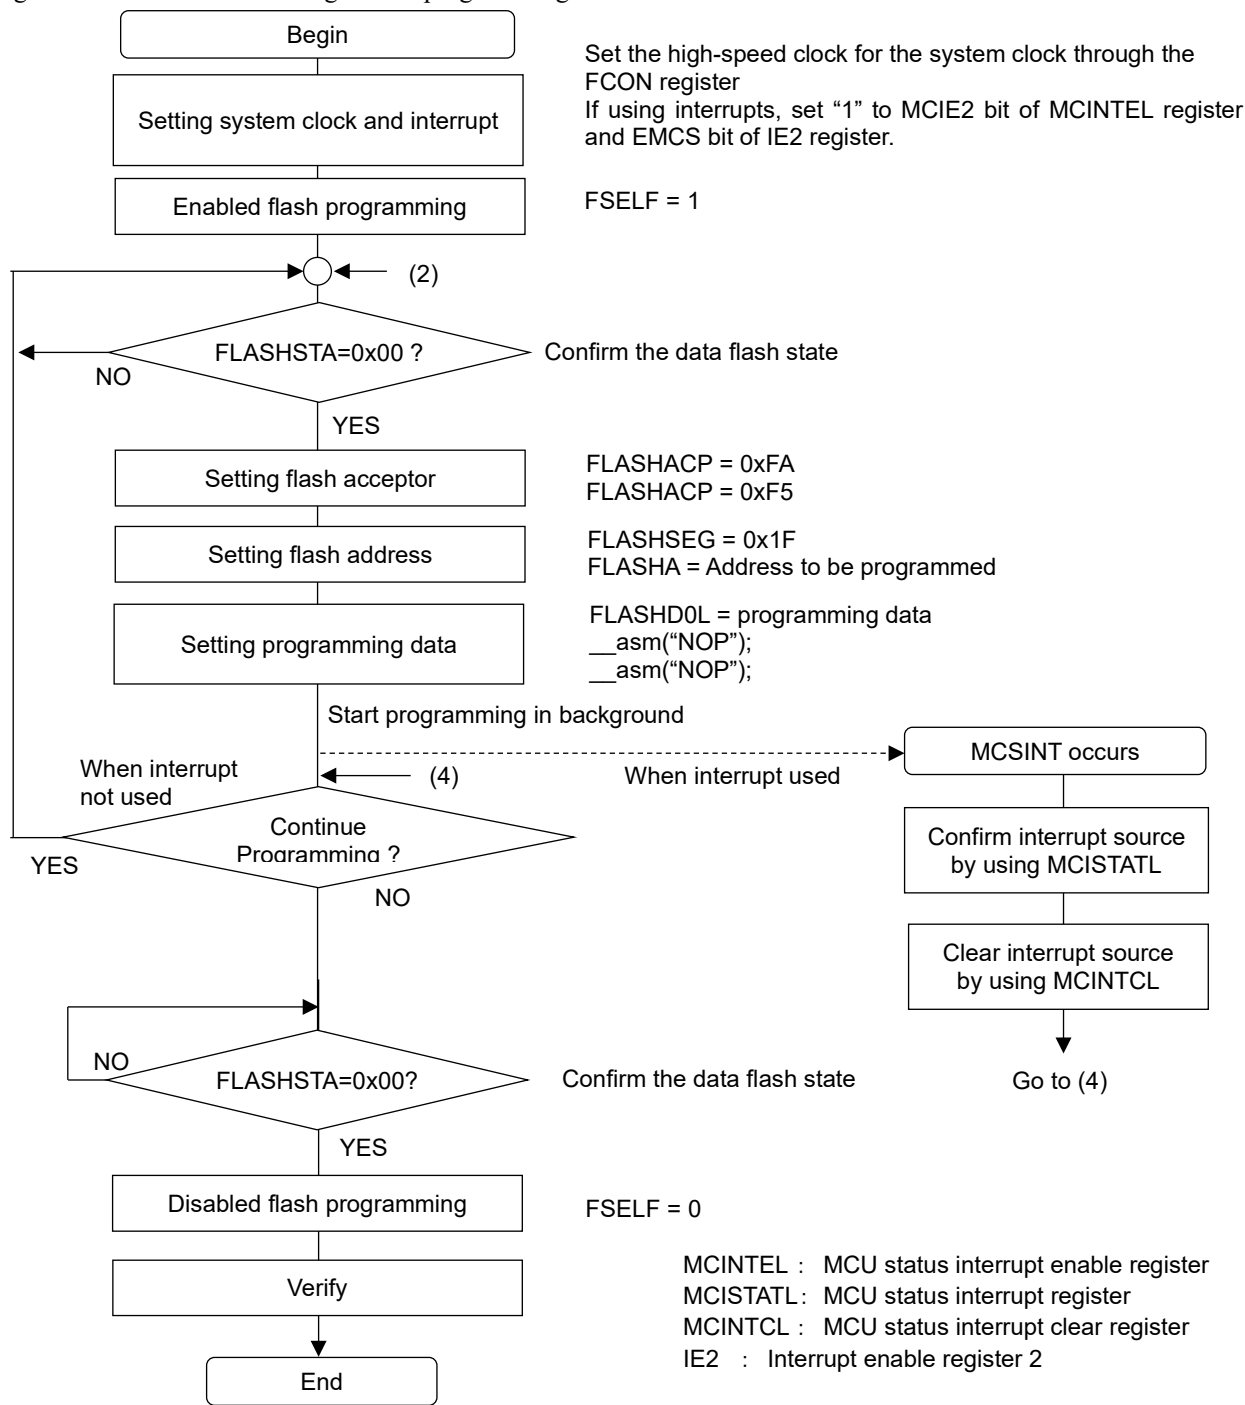 Begin
Set the high-speed clock for the system clock through the
FCON register
If using interrupts, set “1” to MCIE2 bit of MCINTEL register
and EMCS bit of IE2 register.
Setting system clock and interrupt
Enabled flash programming
FSELF = 1
(2)
FLASHSTA=0x00 ?
Confirm the data flash state
NO
YES
Setting flash acceptor
FLASHACP = 0xFA
FLASHACP = 0xF5
Setting flash address
FLASHSEG = 0x1F
FLASHA = Address to be programmed
Setting programming data
FLASHD0L = programming data
__asm(“NOP”);
__asm(“NOP”);
Start programming in background
When interrupt
not used
(4)
When interrupt used
MCSINT occurs
Continue
Programming ?
YES
NO
Confirm interrupt source
by using MCISTATL
Clear interrupt source
by using MCINTCL
Go to (4)
NO
FLASHSTA=0x00?
Confirm the data flash state
YES
Disabled flash programming
FSELF = 0
Verify
End
MCINTEL : MCU status interrupt enable register
MCISTATL: MCU status interrupt register
MCINTCL : MCU status interrupt clear register
IE2 : Interrupt enable register 2